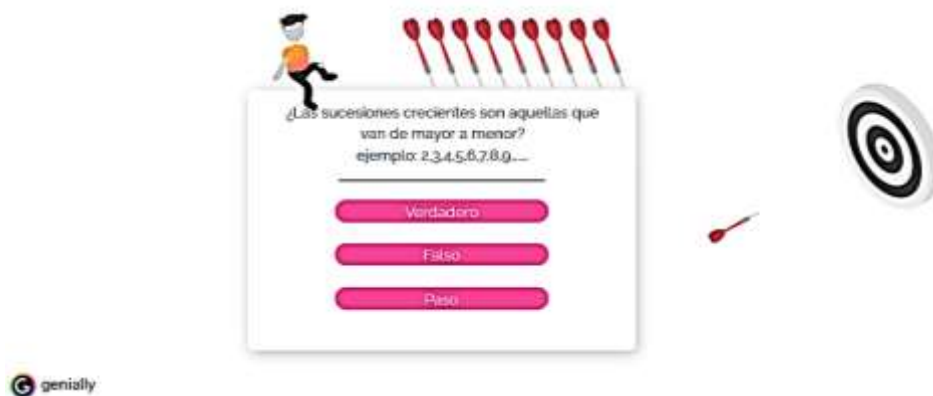 ¿Las sucesiones crecientes son aquellas que
van de mayor a menor?
ejemplo: 2,3,4,5,6,7,8,9.....
Verdadero
Falso
Paso
genially